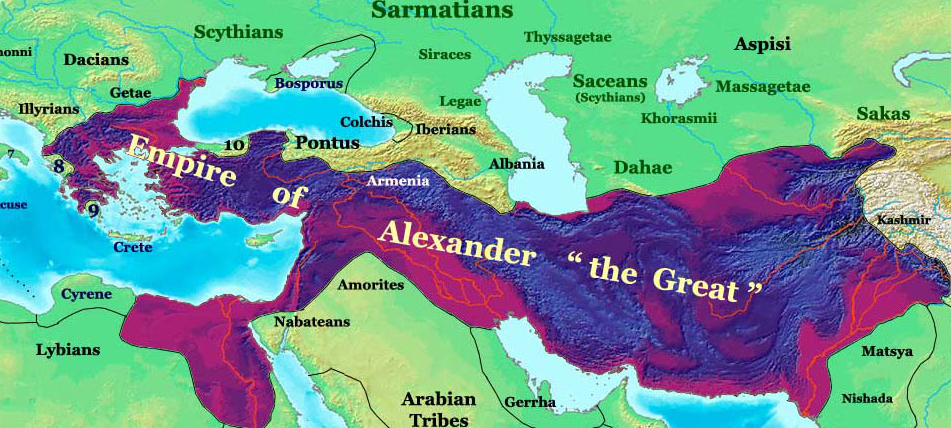 Sarmatians
Scythians
Thyssagetae
Aspisi
Siraces
Dacians
Saceans
(Scythians)
Massagetae
Bosporus
Getae
Illyrians
Legae
Khorasmii
Sakas
Colchis
Iberians
10
Pontus
7
8
Empire of
Alexander “the Great”
Albania
Dahae
Armenia
9
cuse
Crete
Kashmir
Cyrene
Amorites
Nabateans
Lybians
Matsya
Arabian
Tribes
Gerrha
Nishada